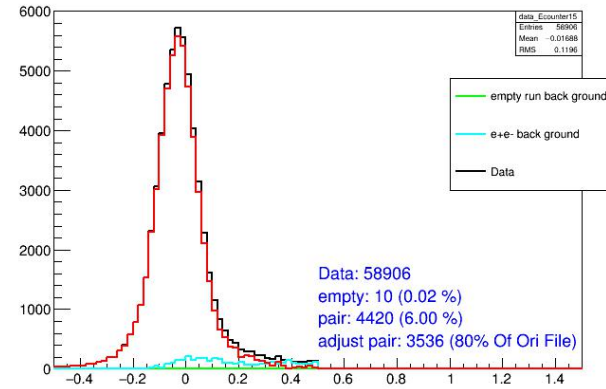 data_Ecounter15
Entries 58906
Mean -0.01688
RMS 0.1196
empty run back ground
e+e- back ground
Data
Data: 58906
empty: 10 (0.02 %)
pair: 4420 (6.00 %)
adjust pair: 3536 (80% Of Ori File)
6000
5000
4000
3000
2000
1000
0
−0.4 −0.2 0 0.2 0.4 0.6 0.8 1 1.2 1.4